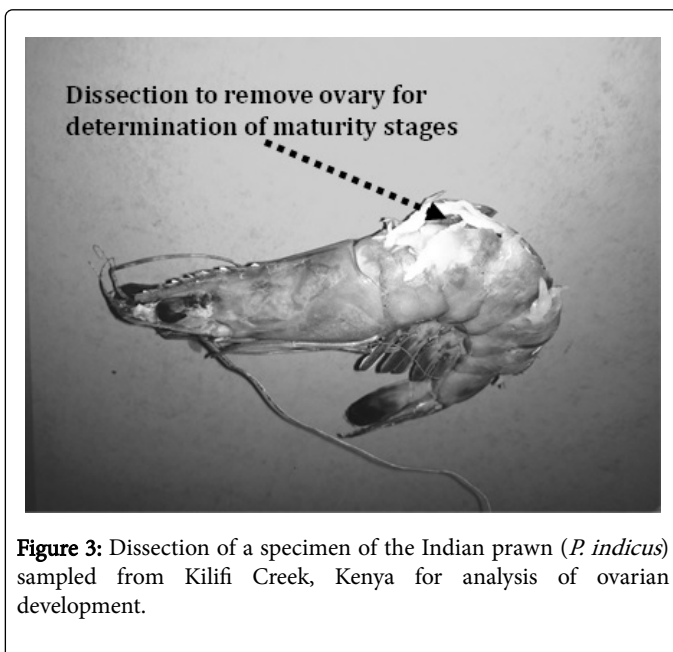 Dissection to remove ovary for
determination of maturity stages
Figure 3: Dissection of a specimen of the Indian prawn (P. indicus)
sampled from Kilifi Creek, Kenya for analysis of ovarian
development.